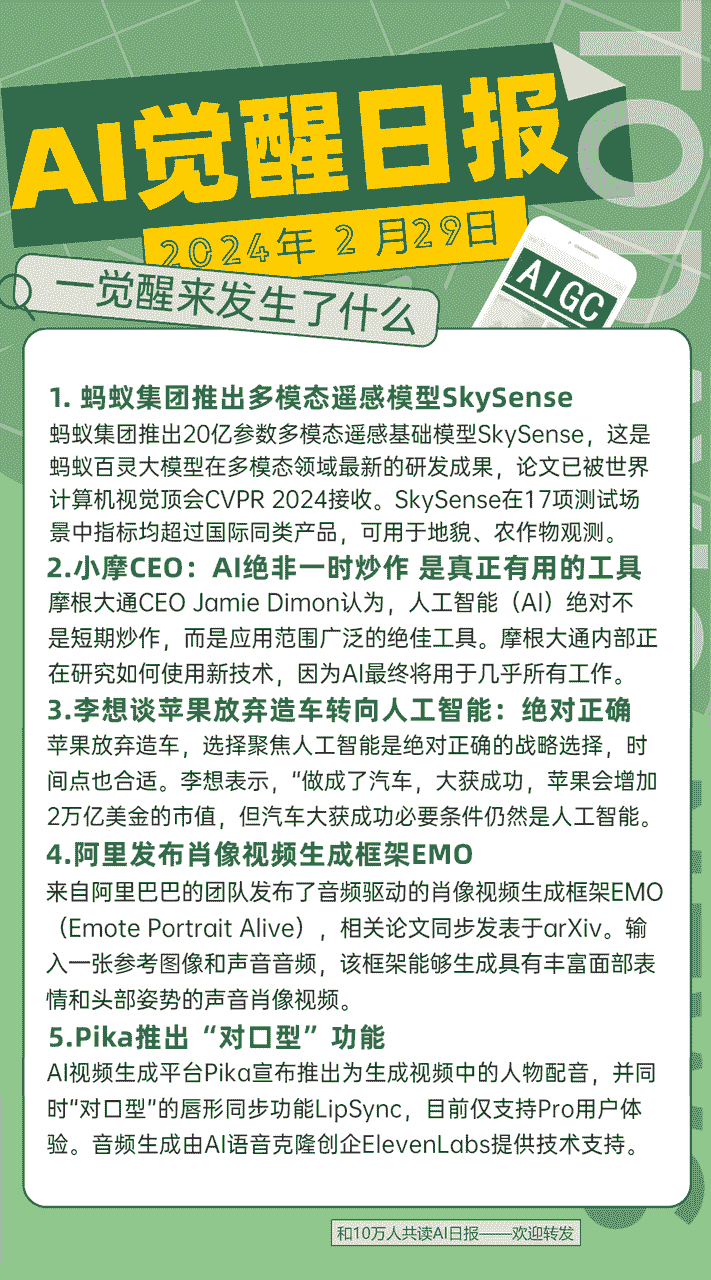 AI觉醒日报
2024年 2 月29日
一觉醒来发生了什么
AIGC
1. 蚂蚁集团推出多模态遥感模型SkySense
蚂蚁集团推出20亿参数多模态遥感基础模型SkySense，这是
蚂蚁百灵大模型在多模态领域最新的研发成果，论文已被世界
计算机视觉顶会CVPR 2024接收。SkySense在17项测试场
景中指标均超过国际同类产品，可用于地貌、农作物观测。
2.小摩CEO：AI绝非一时炒作 是真正有用的工具
摩根大通CEO Jamie Dimon认为，人工智能（AI）绝对不
是短期炒作，而是应用范围广泛的绝佳工具。摩根大通内部正
在研究如何使用新技术，因为AI最终将用于几乎所有工作。
3.李想谈苹果放弃造车转向人工智能：绝对正确
苹果放弃造车，选择聚焦人工智能是绝对正确的战略选择，时
间点也合适。李想表示，“做成了汽车，大获成功，苹果会增加
2万亿美金的市值，但汽车大获成功必要条件仍然是人工智能。
4.阿里发布肖像视频生成框架EMO
来自阿里巴巴的团队发布了音频驱动的肖像视频生成框架EMO
（Emote Portrait Alive），相关论文同步发表于arXiv。输
入一张参考图像和声音音频，该框架能够生成具有丰富面部表
情和头部姿势的声音肖像视频。
5.Pika推出“对口型”功能
AI视频生成平台Pika宣布推出为生成视频中的人物配音，并同
时“对口型”的唇形同步功能LipSync，目前仅支持Pro用户体
验。音频生成由AI语音克隆创企ElevenLabs提供技术支持。
和10万人共读AI日报——欢迎转发